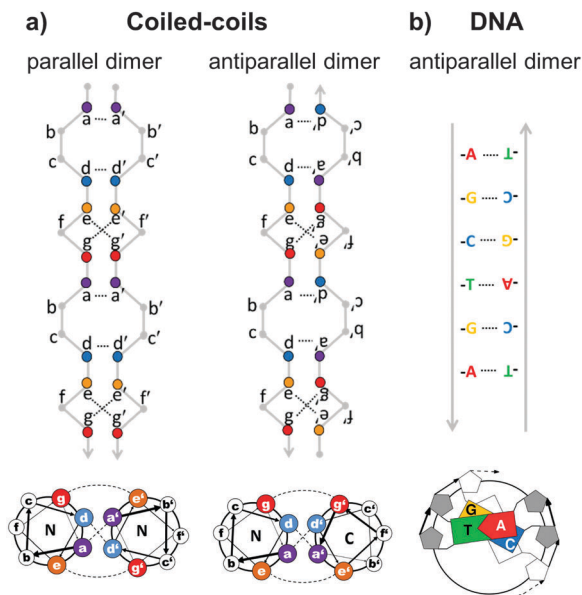 a) Coiled-coils
parallel dimer
a a′
b b′
c c′
d d′
e e′
f f′
g g′
a a′
b b′
c c′
d d′
e e′
f f′
g g′
antiparallel dimer
a d′
b c′
c b′
d a′
e g′
f f′
g e′
a d′
b c′
c b′
d a′
e g′
f f′
g e′
b) DNA
antiparallel dimer
-A T-
-G C-
-C G-
-T A-
-G C-
-A T-
c g e‘ b‘
d a‘
f N N f‘
a d‘
b e g‘ c‘
c g g‘ c‘
d d‘
f N C f‘
a a‘
b e e‘ b‘
G
T A
C